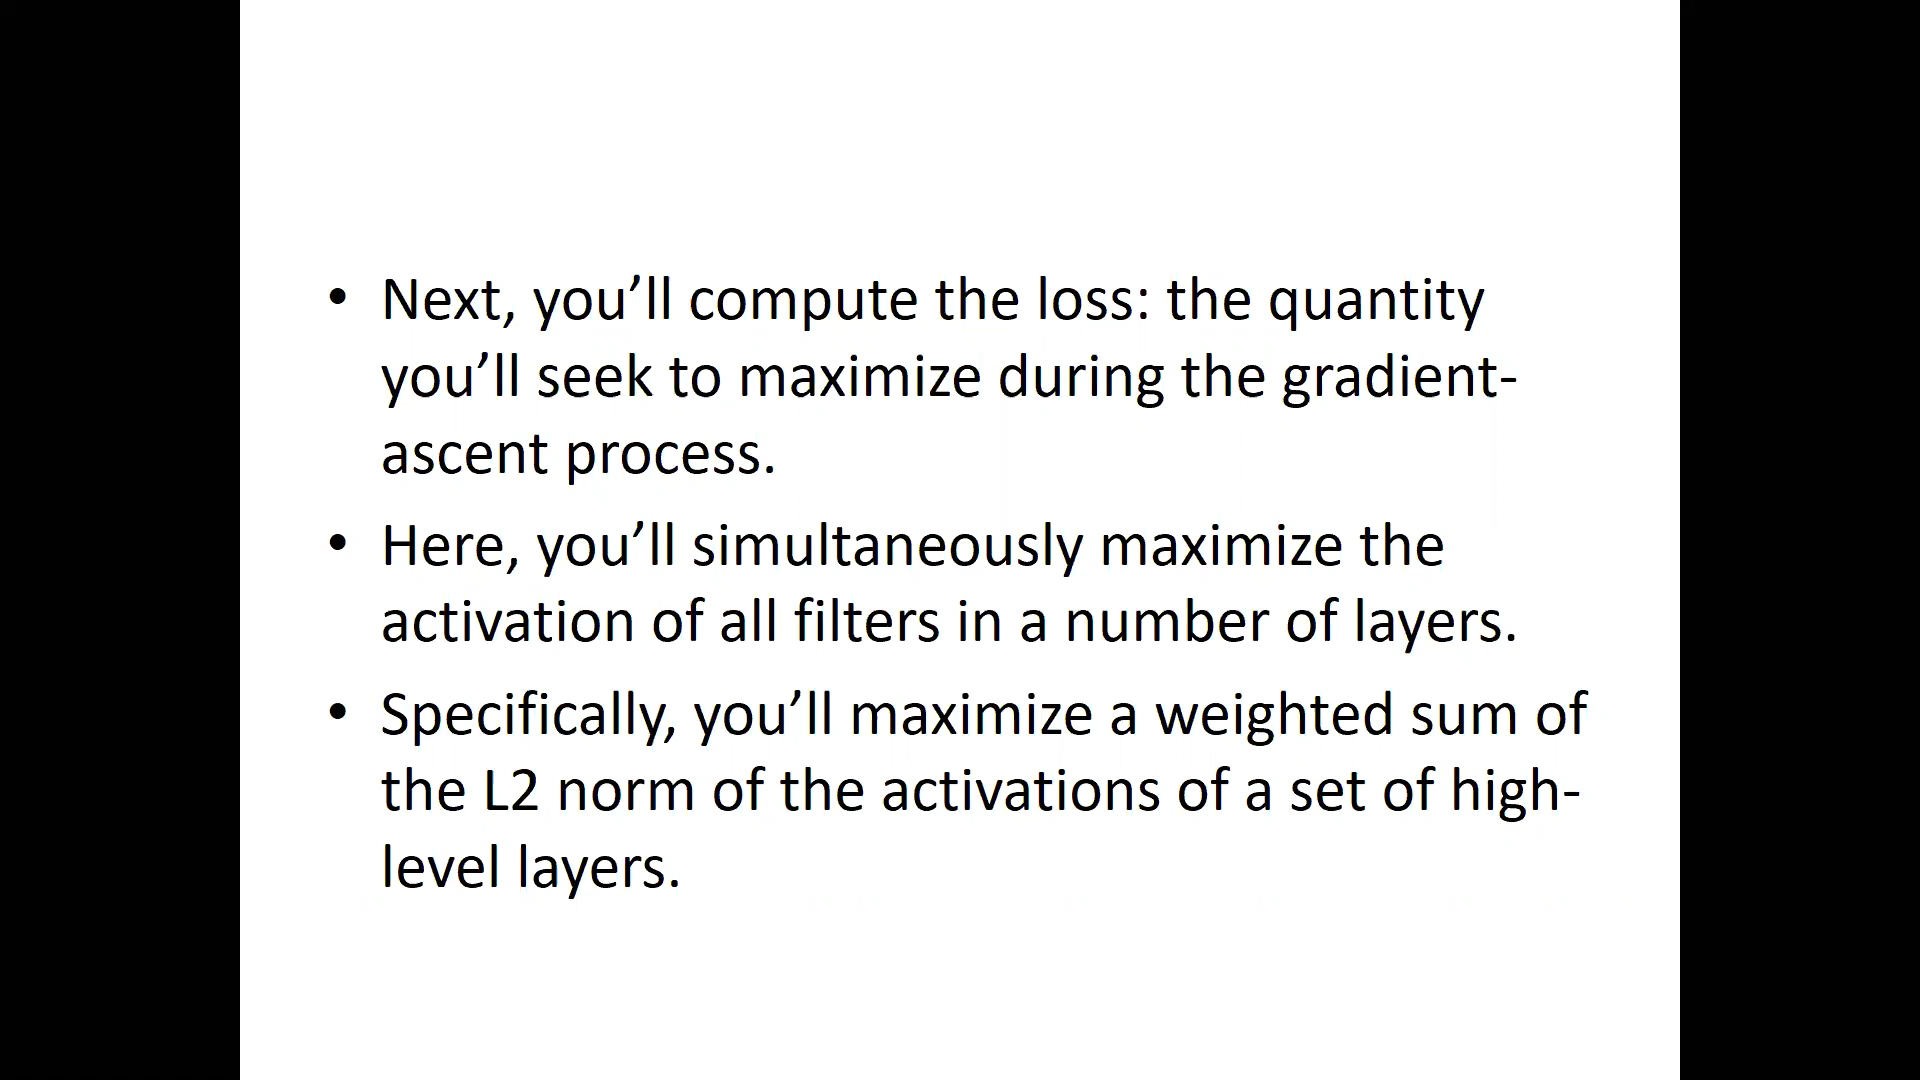 • Next, you’ll compute the loss: the quantity
you’ll seek to maximize during the gradient-
ascent process.
• Here, you’ll simultaneously maximize the
activation of all filters in a number of layers.
• Specifically, you’ll maximize a weighted sum of
the L2 norm of the activations of a set of high-
level layers.